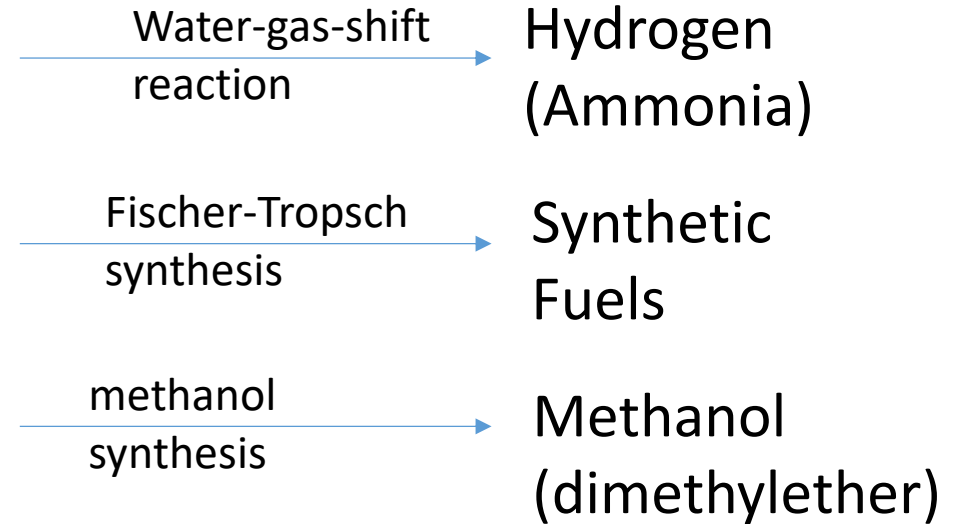 Water-gas-shift
reaction
Hydrogen
(Ammonia)
Fischer-Tropsch
synthesis
Synthetic
Fuels
methanol
synthesis
Methanol
(dimethylether)